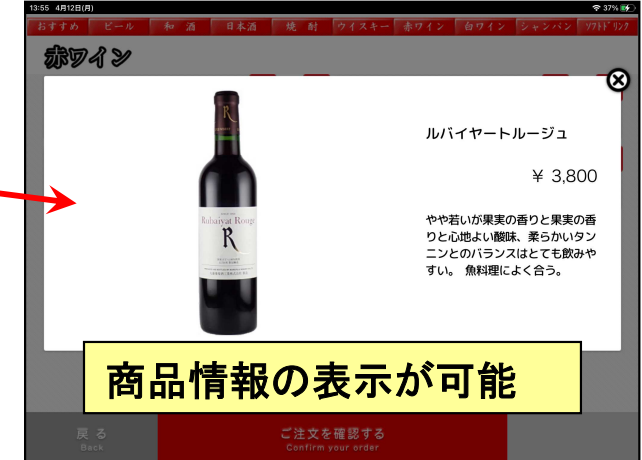 13:55 4月12日(月)
37%
おすすめ ビール 和 酒 日本酒 焼 酎 ウイスキー 赤ワイン 白ワイン シャンパン ソフトドリンク
赤ワイン
ルバイヤートルージュ
¥ 3,800
やや若いが果実の香りと果実の香
りと心地よい酸味、柔らかいタン
ニンとのバランスはとても飲みや
すい。 魚料理によく合う。
R
Rubaiyat Rouge
R
商品情報の表示が可能
戻 る
Back
ご注文を確認する
Confirm your order